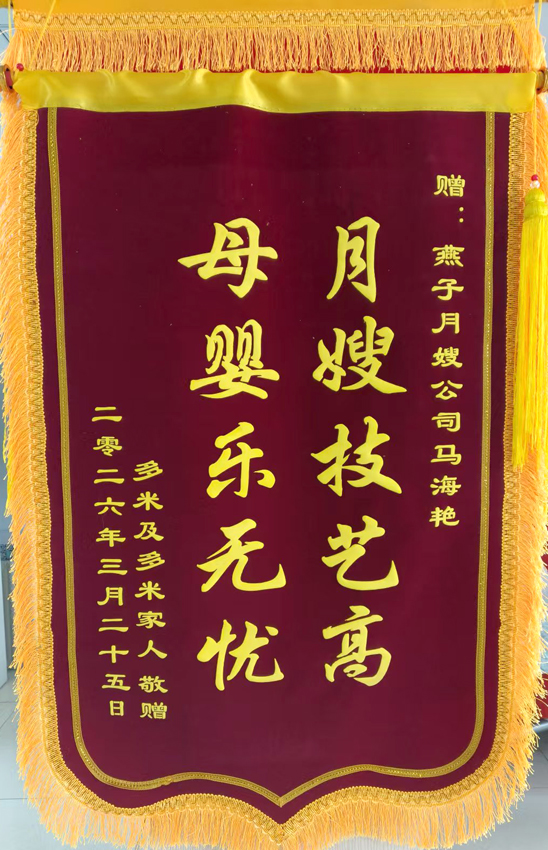 赠：燕子月嫂公司马海艳
月嫂技艺高
母婴乐无忧
多米及多米家人 敬赠
二零二六年三月二十五日